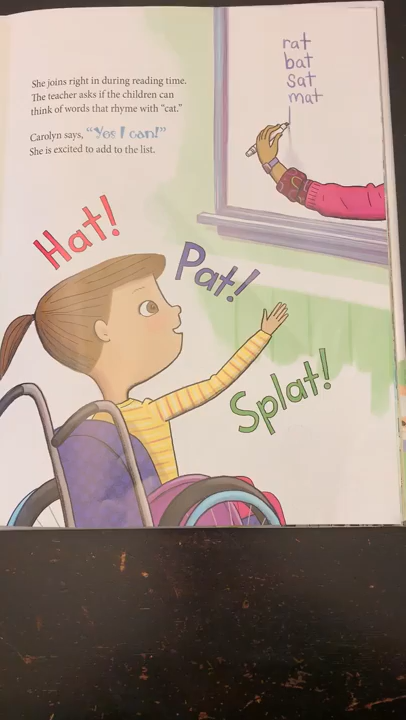 She joins right in during reading time.
The teacher asks if the children can
think of words that rhyme with “cat.”
Carolyn says, “Yes I can!”
She is excited to add to the list.
rat
bat
sat
mat
Hat!
Pat!
Splat!